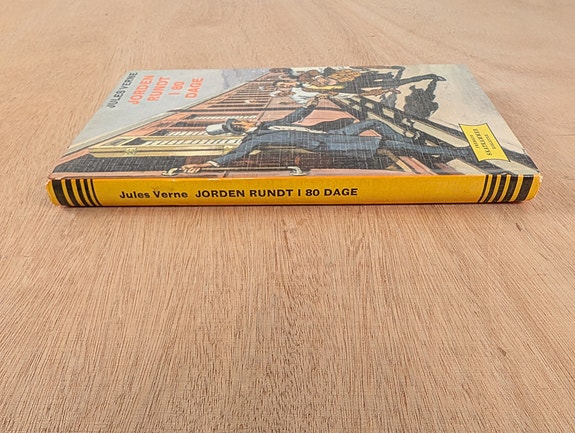 JULES VERNE
JORDEN
RUNDT
I 80
DAGE
Jules Verne JORDEN RUNDT I 80 DAGE